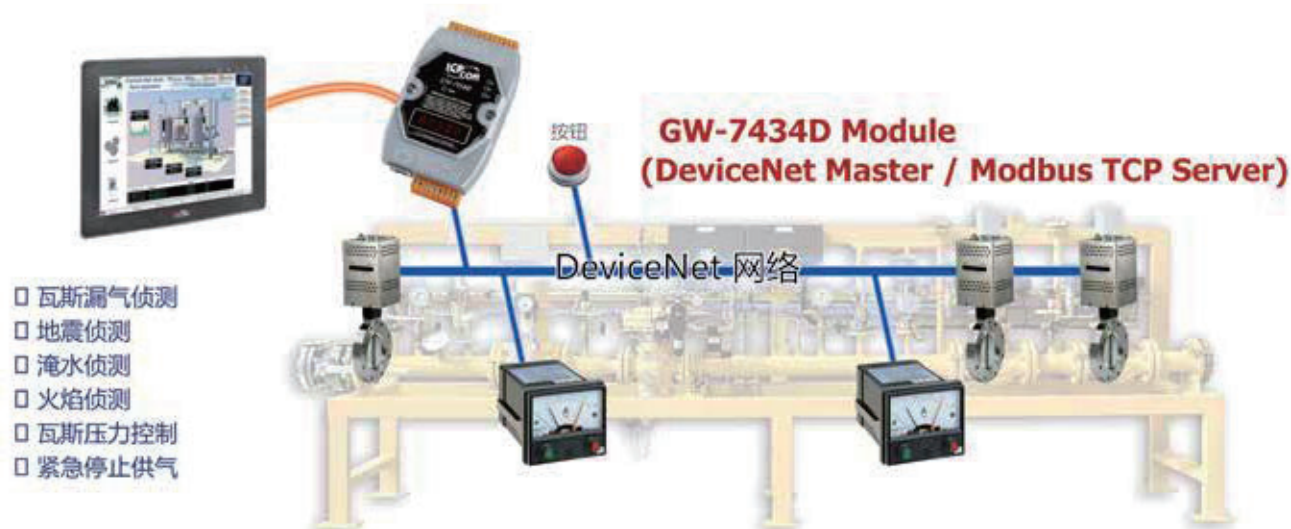 按钮
GW-7434D Module
(DeviceNet Master / Modbus TCP Server)
DeviceNet 网络
瓦斯漏气侦测
地震侦测
淹水侦测
火焰侦测
瓦斯压力控制
紧急停止供气